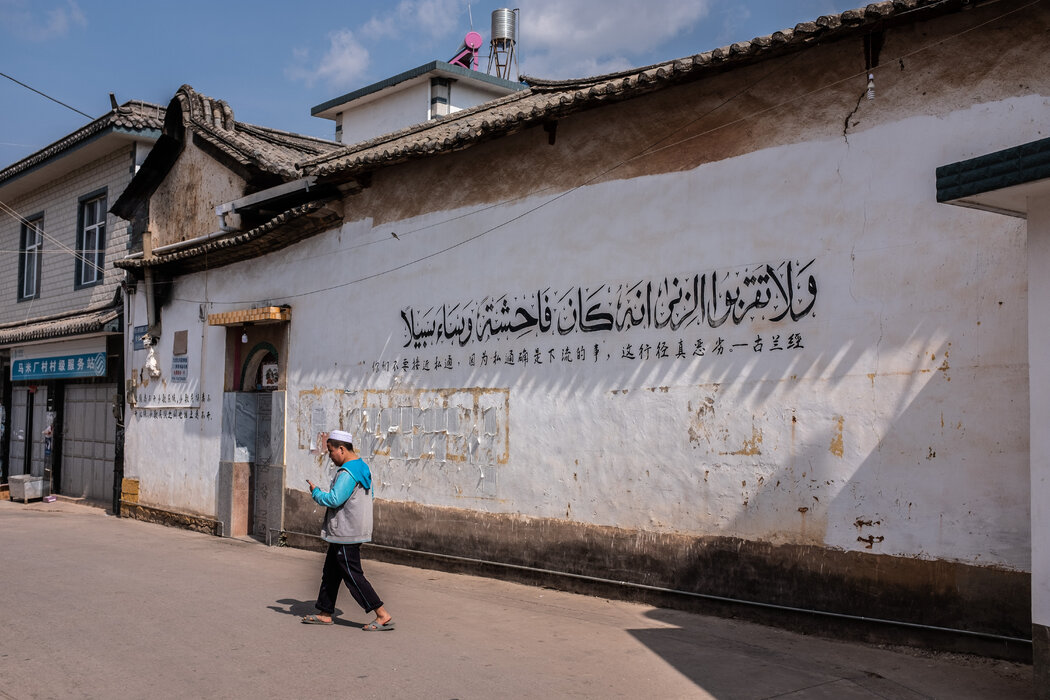 马米厂村村级服务站
ولا تقربوا الزنى انه كان فاحشة وساء سبيلا
你们不要接近私通，因为私通确是下流的事，这行径真恶劣。—古兰经